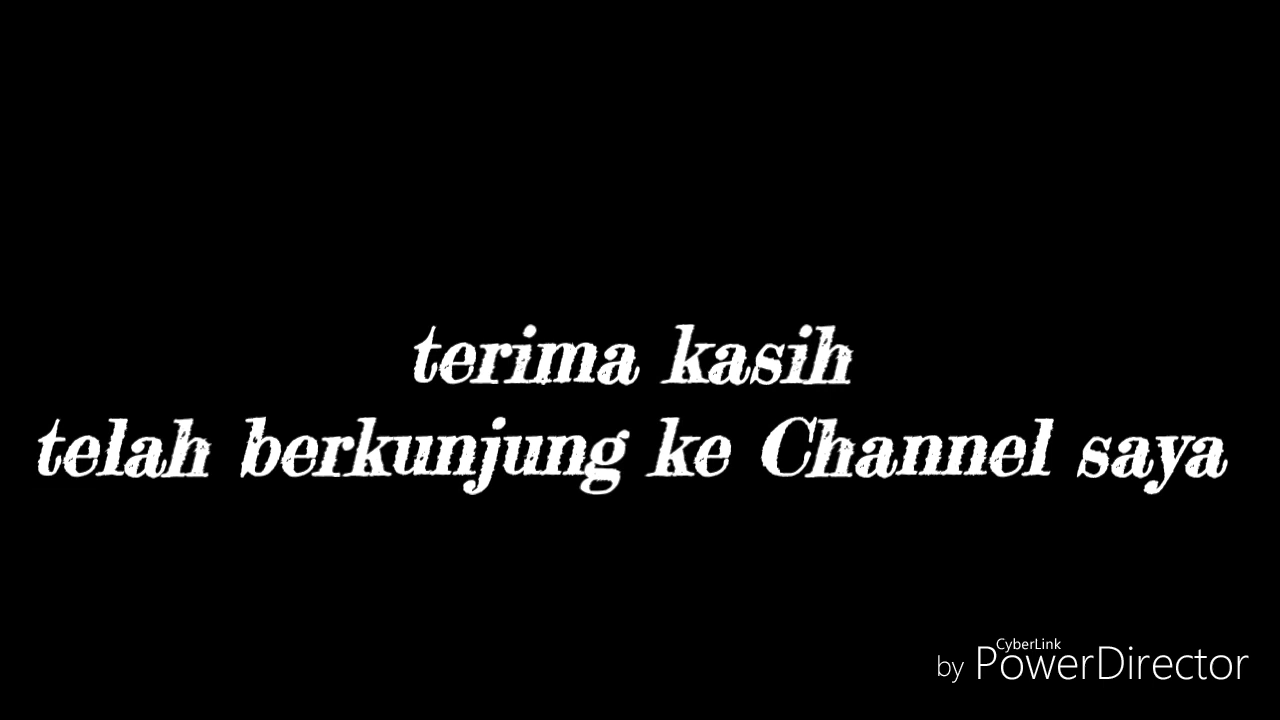 terima kasih
telah berkunjung ke Channel saya
CyberLink
by PowerDirector